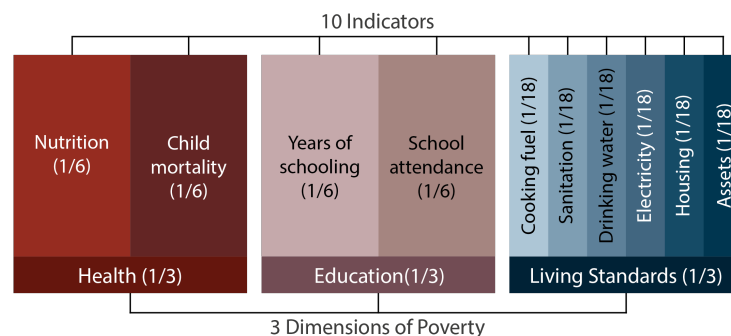 10 Indicators
Nutrition
(1/6)
Child
mortality
(1/6)
Years of
schooling
(1/6)
School
attendance
(1/6)
Cooking fuel (1/18)
Sanitation (1/18)
Drinking water (1/18)
Electricity (1/18)
Housing (1/18)
Assets (1/18)
Health (1/3)
Education(1/3)
Living Standards (1/3)
3 Dimensions of Poverty